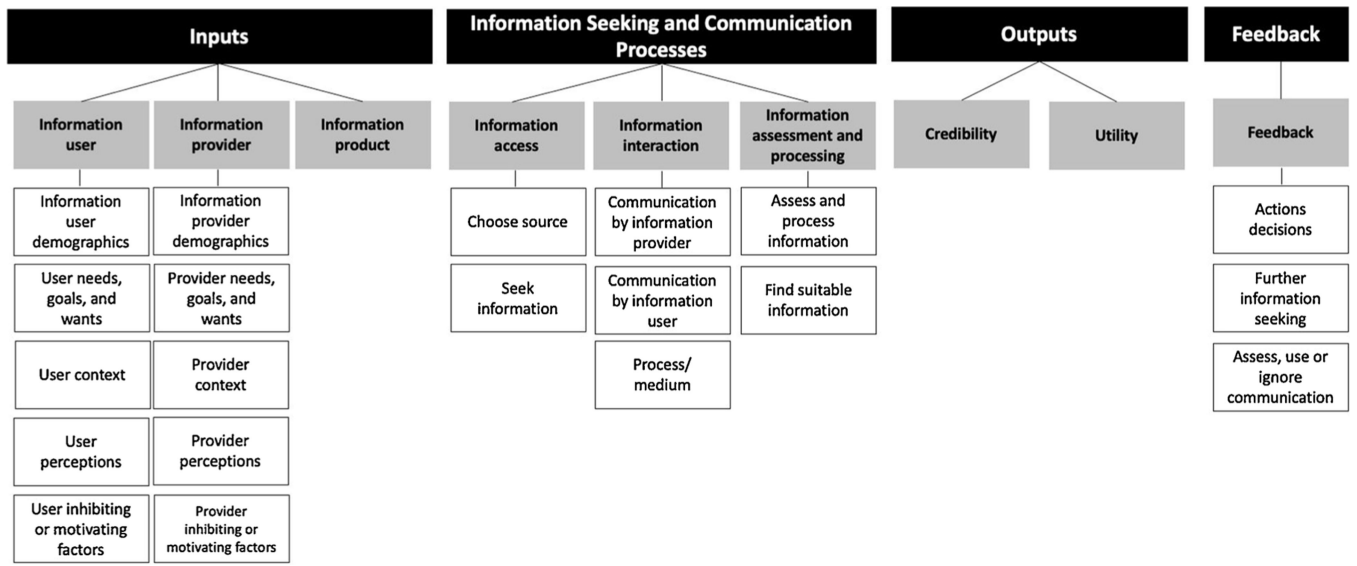 Inputs
Information
user
Information
provider
Information
product
Information
user
demographics
Information
provider
demographics
User needs,
goals, and
wants
Provider needs,
goals, and
wants
User context
Provider
context
User
perceptions
Provider
perceptions
User inhibiting
or motivating
factors
Provider
inhibiting or
motivating factors
Information Seeking and Communication
Processes
Information
access
Information
interaction
Information
assessment and
processing
Choose source
Communication
by information
provider
Assess and
process
information
Seek
information
Communication
by information
user
Find suitable
information
Process/
medium
Outputs
Credibility
Utility
Feedback
Feedback
Actions
decisions
Further
information
seeking
Assess, use or
ignore
communication